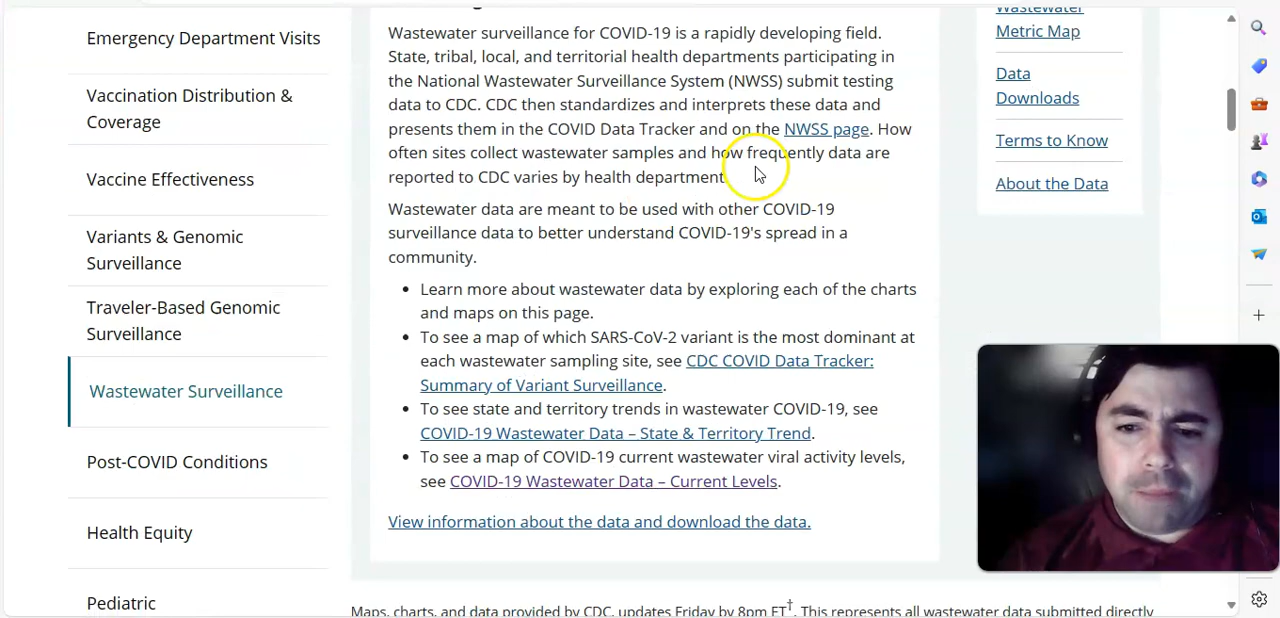 Emergency Department Visits
Vaccination Distribution &
Coverage
Vaccine Effectiveness
Variants & Genomic
Surveillance
Traveler-Based Genomic
Surveillance
Wastewater Surveillance
Post-COVID Conditions
Health Equity
Pediatric
Wastewater surveillance for COVID-19 is a rapidly developing field.
State, tribal, local, and territorial health departments participating in
the National Wastewater Surveillance System (NWSS) submit testing
data to CDC. CDC then standardizes and interprets these data and
presents them in the COVID Data Tracker and on the NWSS page. How
often sites collect wastewater samples and how frequently data are
reported to CDC varies by health department.
Wastewater data are meant to be used with other COVID-19
surveillance data to better understand COVID-19's spread in a
community.
• Learn more about wastewater data by exploring each of the charts
and maps on this page.
• To see a map of which SARS-CoV-2 variant is the most dominant at
each wastewater sampling site, see CDC COVID Data Tracker:
Summary of Variant Surveillance.
• To see state and territory trends in wastewater COVID-19, see
COVID-19 Wastewater Data – State & Territory Trend.
• To see a map of COVID-19 current wastewater viral activity levels,
see COVID-19 Wastewater Data – Current Levels.
View information about the data and download the data.
Maps, charts, and data provided by CDC, updates Friday by 8pm ET†. This represents all wastewater data submitted directly
Wastewater
Metric Map
Data
Downloads
Terms to Know
About the Data